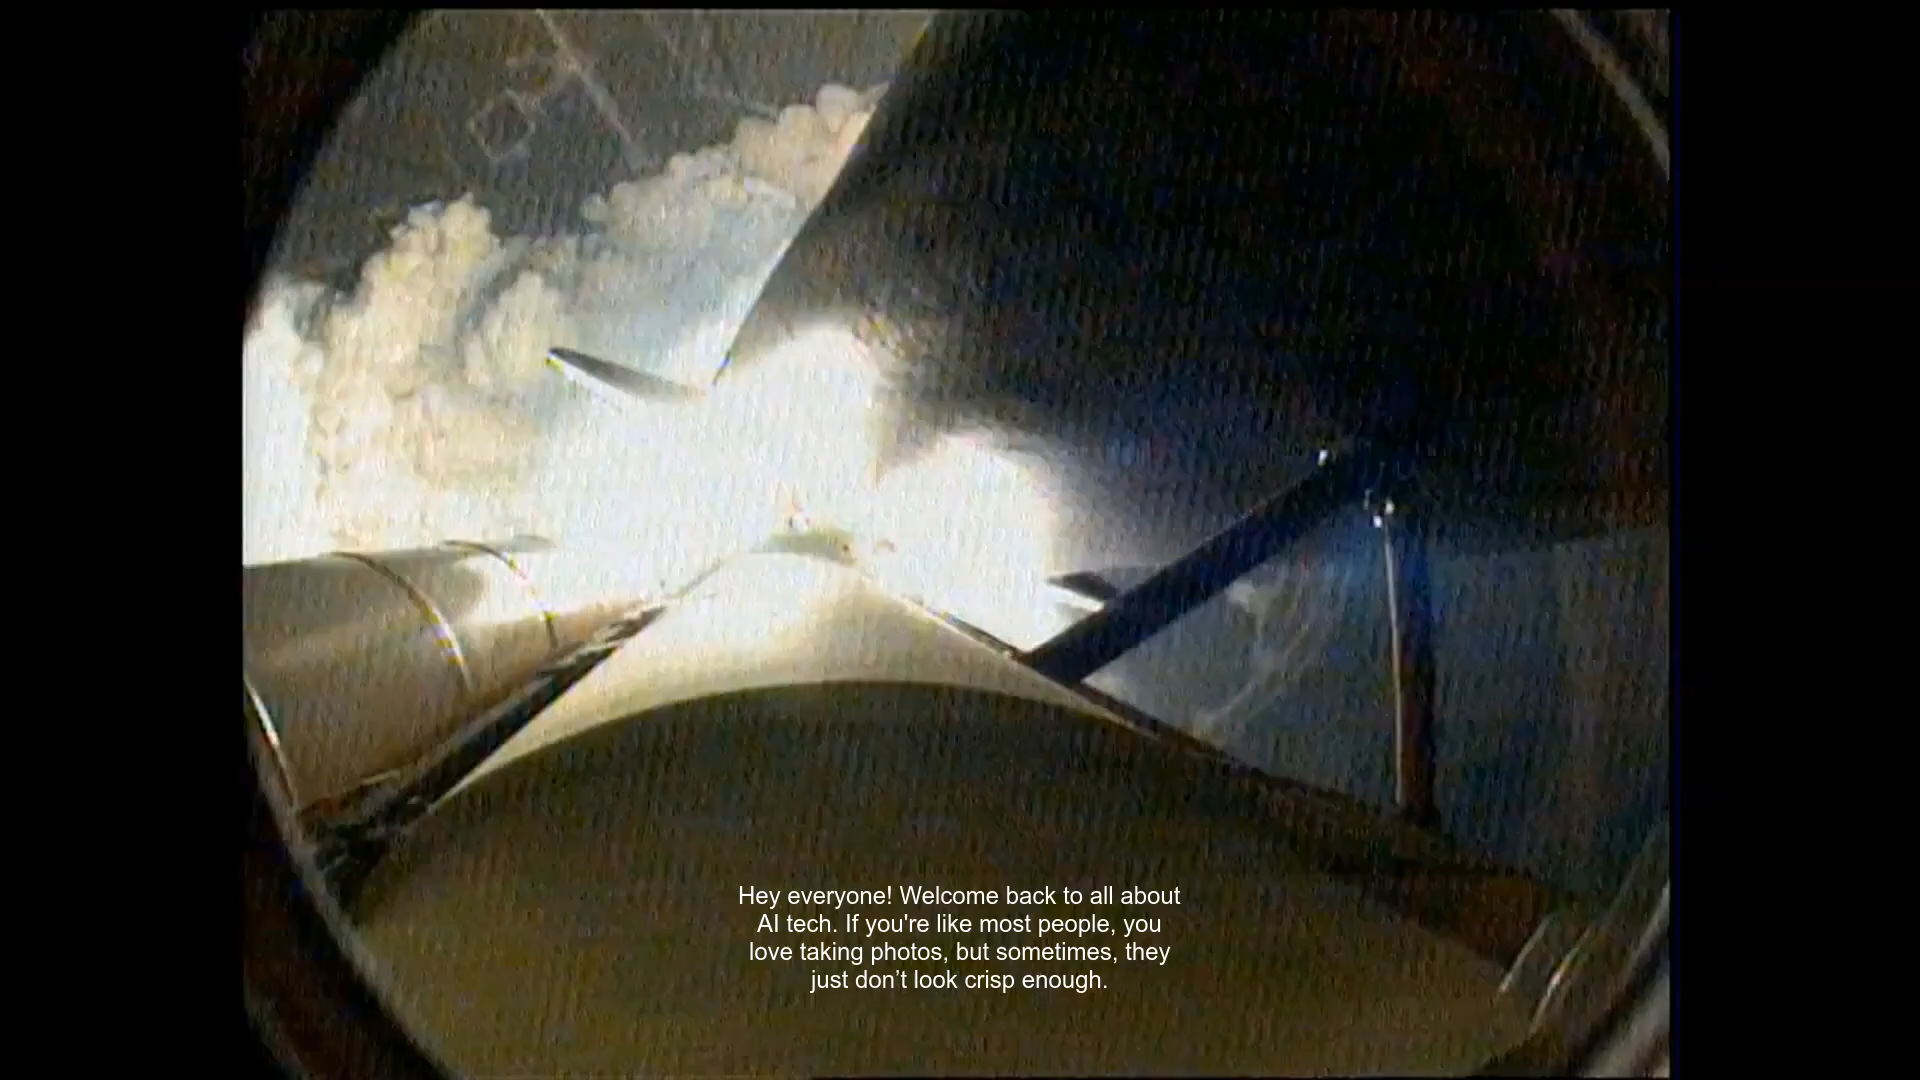 Hey everyone! Welcome back to all about
AI tech. If you're like most people, you
love taking photos, but sometimes, they
just don’t look crisp enough.